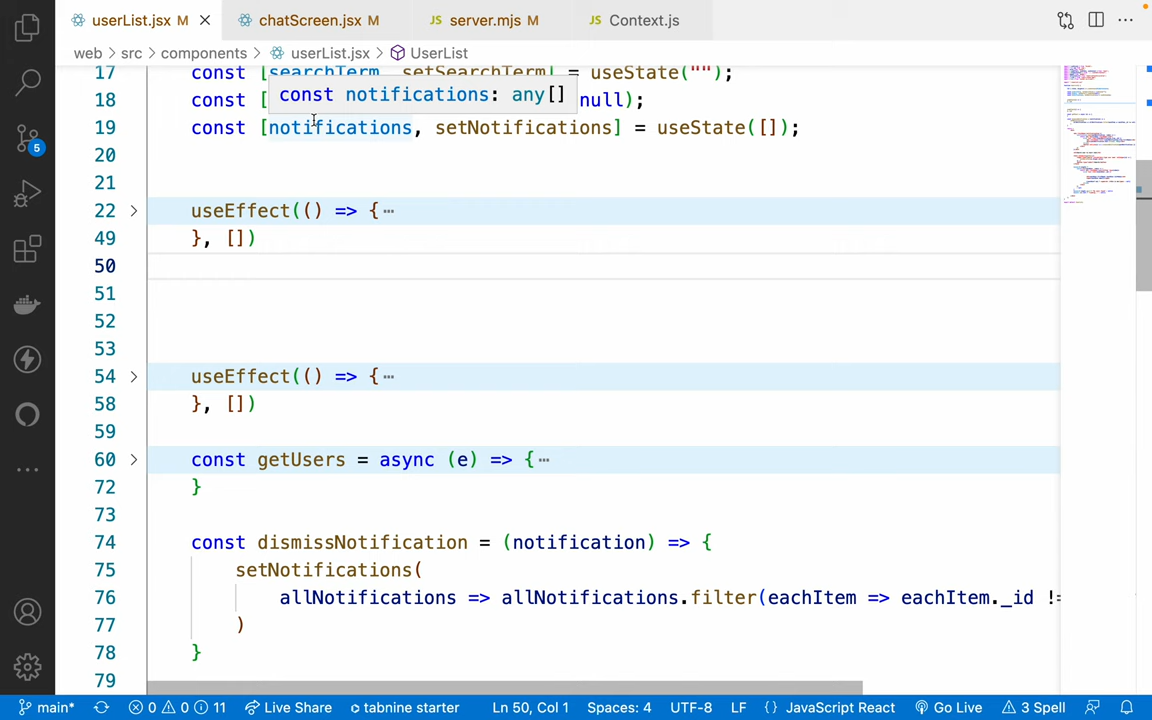 userList.jsx M
chatScreen.jsx M
JS server.mjs M
JS Context.js
web > src > components > userList.jsx > UserList
17 const [searchTerm, setSearchTerm] = useState("");
const notifications: any[]
18 const [ null);
19 const [notifications, setNotifications] = useState([]);
20
21
22 useEffect(() => {…
49 }, [])
50
51
52
53
54 useEffect(() => {…
58 }, [])
59
60 const getUsers = async (e) => {…
72 }
73
74 const dismissNotification = (notification) => {
75 setNotifications(
76 allNotifications => allNotifications.filter(eachItem => eachItem._id !=
77 )
78 }
79
5
main* 0 0 11 Live Share tabnine starter Ln 50, Col 1 Spaces: 4 UTF-8 LF {} JavaScript React Go Live 3 Spell